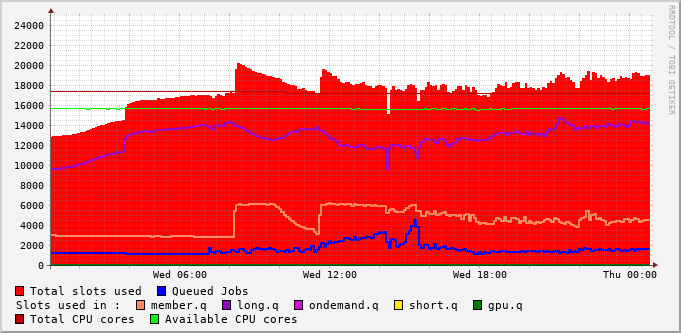 RRDTOOL / TOBI OETIKER
24000
22000
20000
18000
16000
14000
12000
10000
8000
6000
4000
2000
0
Wed 06:00 Wed 12:00 Wed 18:00 Thu 00:00
Total slots used Queued Jobs
Slots used in : member.q long.q ondemand.q short.q gpu.q
Total CPU cores Available CPU cores